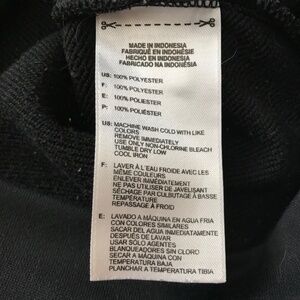 MADE IN INDONESIA
FABRIQUÉ EN INDONÉSIE
HECHO EN INDONESIA
FABRICADO NA INDONÉSIA
US: 100% POLYESTER
F: 100% POLYESTER
E: 100% POLIESTER
P: 100% POLIÉSTER
US: MACHINE WASH COLD WITH LIKE
COLORS
REMOVE IMMEDIATELY
USE ONLY NON-CHLORINE BLEACH
TUMBLE DRY LOW
COOL IRON
F: LAVER À L'EAU FROIDE AVEC LES
MÊME COULEURS
ENLEVER IMMÉDIATEMENT
NE PAS UTILISER DE JAVELISANT
SÉCHAGE PAR CULBUTAGE À BASSE
TEMPÉRATURE
REPASSAGE À FROID
E: LAVADO A MÁQUINA EN AGUA FRIA
CON COLORES SIMILARES
SACAR DEL AGUA INMEDIATAMENTE
DESPUÉS DE LAVAR
USAR SÓLO AGENTES
BLANQUEADORES SIN CLORO
SECAR A MÁQUINA CON
TEMPERATURA BAJA
PLANCHAR A TEMPERATURA TIBIA